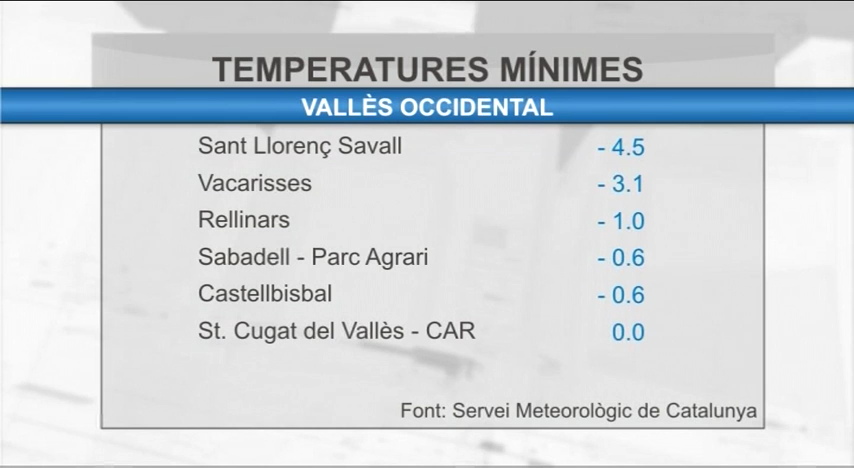 TEMPERATURES MÍNIMES
VALLÈS OCCIDENTAL
Sant Llorenç Savall - 4.5
Vacarisses - 3.1
Rellinars - 1.0
Sabadell - Parc Agrari - 0.6
Castellbisbal - 0.6
St. Cugat del Vallès - CAR 0.0
Font: Servei Meteorològic de Catalunya